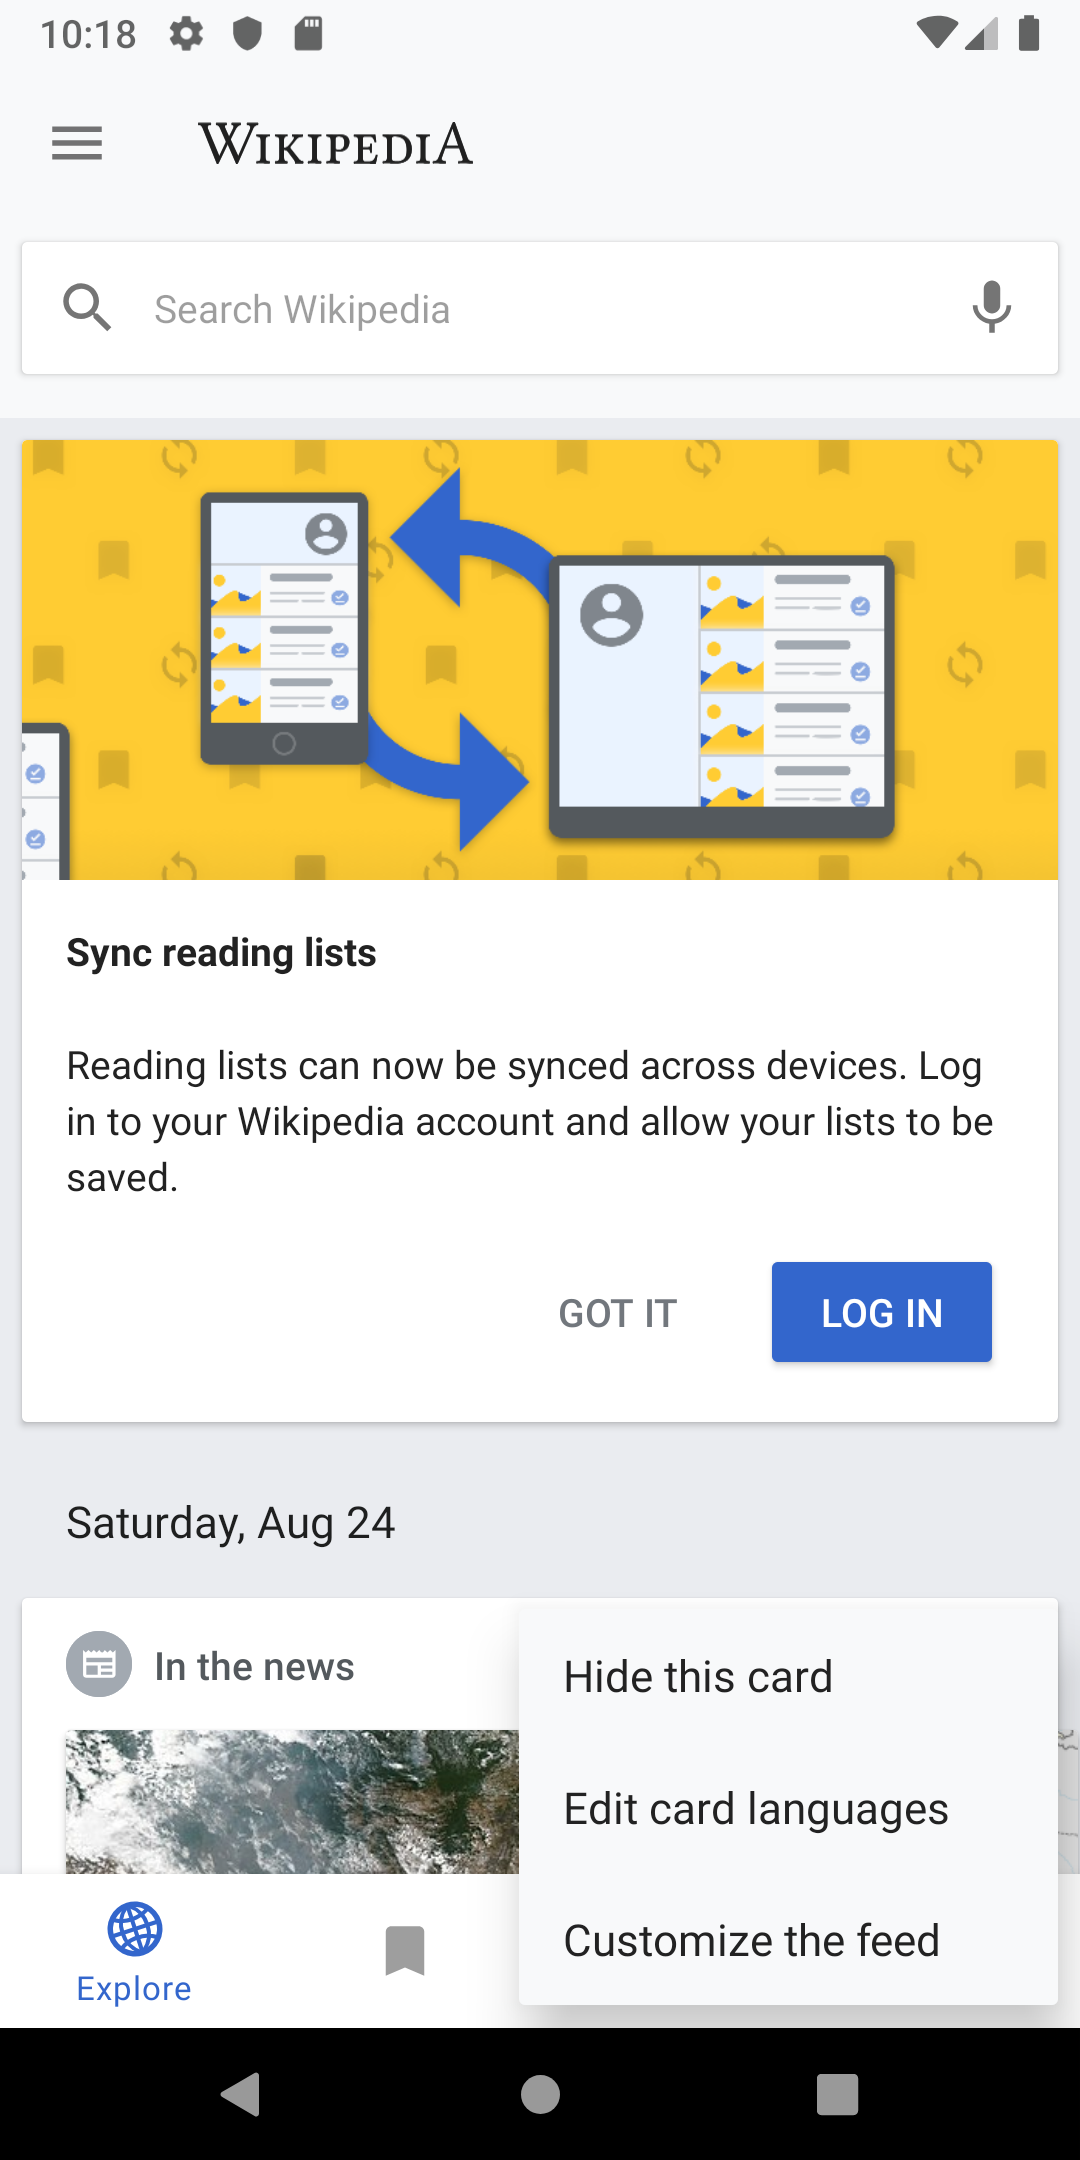 10:18
WIKIPEDIA
Search Wikipedia
Sync reading lists
Reading lists can now be synced across devices. Log
in to your Wikipedia account and allow your lists to be
saved.
GOT IT
LOG IN
Saturday, Aug 24
In the news
Hide this card
Edit card languages
Customize the feed
Explore